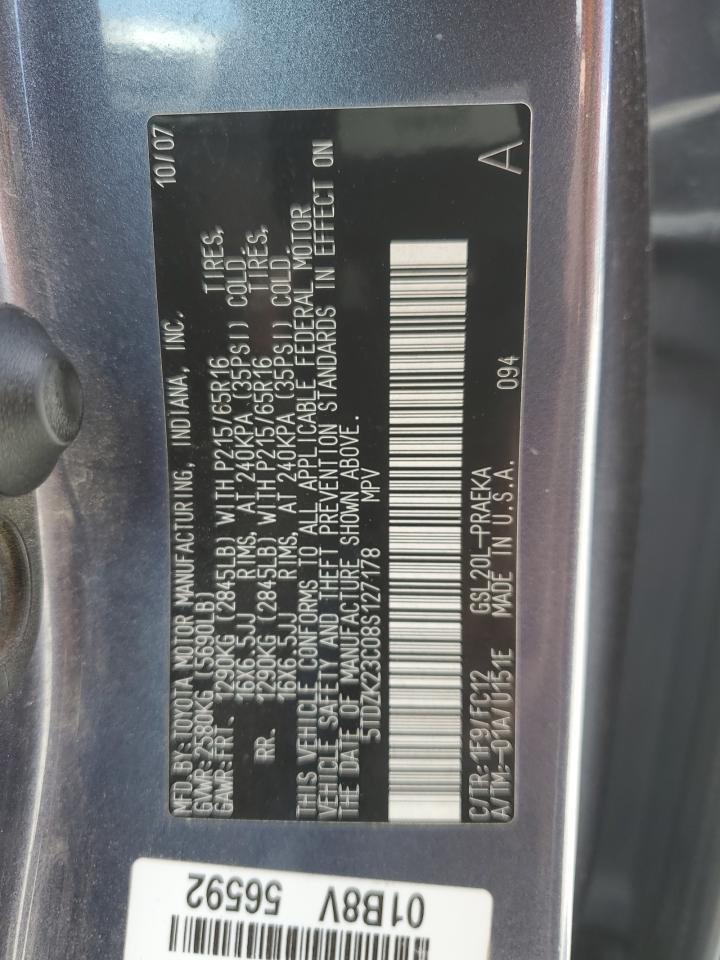 MFD.BY:TOYOTA MOTOR MANUFACTURING, INDIANA, INC. 10/07
GVWR:2580KG (5690LB)
GAWR:FRT. 1290KG (2845LB) WITH P215/65R16 TIRES,
16X6.5JJ RIMS, AT 240KPA (35PSI) COLD.
RR. 1290KG (2845LB) WITH P215/65R16 TIRES,
16X6.5JJ RIMS, AT 240KPA (35PSI) COLD.
THIS VEHICLE CONFORMS TO ALL APPLICABLE FEDERAL MOTOR
VEHICLE SAFETY AND THEFT PREVENTION STANDARDS IN EFFECT ON
THE DATE OF MANUFACTURE SHOWN ABOVE.
5TDZK23C08S127178 MPV
C/TR:1F9/FC12 GSL20L-PRAEKA 094 A
A/TM:-01A/U151E MADE IN U.S.A.
01B8V
56592